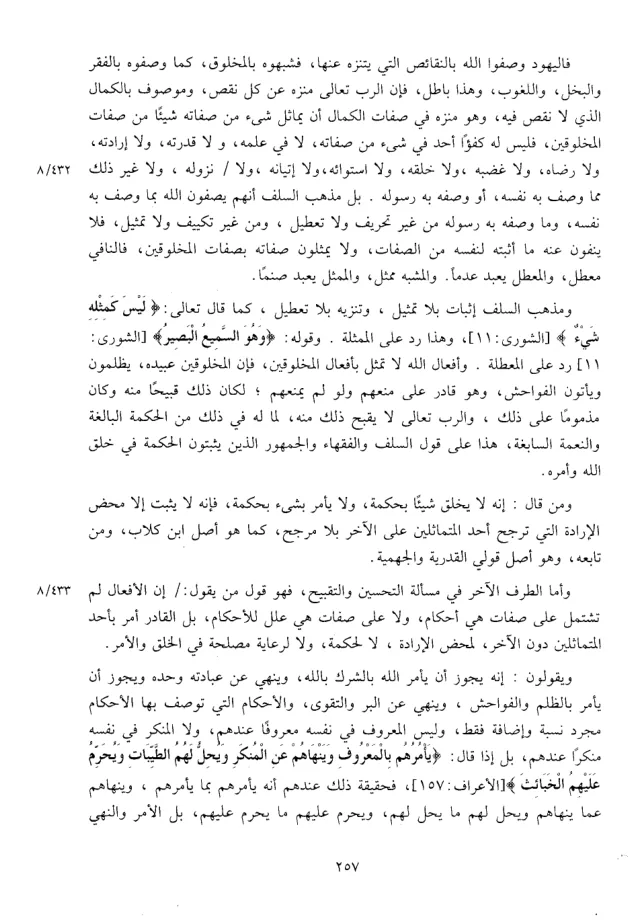 فاليهود وصفوا الله بالنقائص التي يتنزه عنها، فشبهوه بالمخلوق، كما وصفوه بالفقر
والبخل، واللغوب، وهذا باطل، فإن الرب تعالى منزه عن كل نقص، وموصوف بالكمال
الذي لا نقص فيه، وهو منزه في صفات الكمال أن يماثل شىء من صفاته شيئًا من صفات
المخلوقين، فليس له كفؤًا أحد في شىء من صفاته، لا في علمه، و لا قدرته، ولا إرادته،
٨/٤٣٢ ولا رضاه، ولا غضبه ،ولا خلقه، ولا استوائه،ولا إتيانه ،ولا / نزوله ، ولا غير ذلك
مما وصف به نفسه، أو وصفه به رسوله . بل مذهب السلف أنهم يصفون الله بما وصف به
نفسه، وما وصفه به رسوله من غير تحريف ولا تعطيل ، ومن غير تكييف ولا تمثيل، فلا
ينفون عنه ما أثبته لنفسه من الصفات، ولا يمثلون صفاته بصفات المخلوقين، فالنافي
معطل، والمعطل يعبد عدماً. والمشبه ممثل، والممثل يعبد صنمًا.
ومذهب السلف إثبات بلا تمثيل ، وتنزيه بلا تعطيل ، كما قال تعالى: ﴿ لَيْسَ كَمِثْلِهِ
شَيْءٌ ﴾ [الشورى:١١]، وهذا رد على الممثلة . وقوله: ﴿وَهُوَ السَّمِيعُ الْبَصِيرُ﴾ [الشورى:
١١] رد على المعطلة . وأفعال الله لا تمثل بأفعال المخلوقين، فإن المخلوقين عبيده، يظلمون
ويأتون الفواحش، وهو قادر على منعهم ولو لم يمنعهم ؛ لكان ذلك قبيحًا منه وكان
مذمومًا على ذلك ، والرب تعالى لا يقبح ذلك منه، لما له في ذلك من الحكمة البالغة
والنعمة السابغة، هذا على قول السلف والفقهاء والجمهور الذين يثبتون الحكمة في خلق
الله وأمره.
ومن قال : إنه لا يخلق شيئًا بحكمة، ولا يأمر بشىء بحكمة، فإنه لا يثبت إلا محض
الإرادة التي ترجح أحد المتماثلين على الآخر بلا مرجح، كما هو أصل ابن كلاب، ومن
تابعه، وهو أصل قولي القدرية والجهمية.
٨/٤٣٣ وأما الطرف الآخر في مسألة التحسين والتقبيح، فهو قول من يقول:/ إن الأفعال لم
تشتمل على صفات هي أحكام، ولا على صفات هي علل للأحكام، بل القادر أمر بأحد
المتماثلين دون الآخر، لمحض الإرادة ، لا لحكمة، ولا لرعاية مصلحة في الخلق والأمر.
ويقولون : إنه يجوز أن يأمر الله بالشرك بالله، وينهي عن عبادته وحده ويجوز أن
يأمر بالظلم والفواحش ، وينهي عن البر والتقوى، والأحكام التي توصف بها الأحكام
مجرد نسبة وإضافة فقط، وليس المعروف في نفسه معروفًا عندهم، ولا المنكر في نفسه
منكرًا عندهم، بل إذا قال: ﴿يَأْمُرُهُم بِالْمَعْرُوفِ وَيَنْهَاهُمْ عَنِ الْمُنكَرِ وَيُحِلُّ لَهُمُ الطَّيِّبَاتِ وَيُحَرِّمُ
عَلَيْهِمُ الْخَبَائِثَ ﴾[الأعراف:١٥٧]، فحقيقة ذلك عندهم أنه يأمرهم بما يأمرهم ، وينهاهم
عما ينهاهم ويحل لهم ما يحل لهم، ويحرم عليهم ما يحرم عليهم، بل الأمر والنهي
٢٥٧